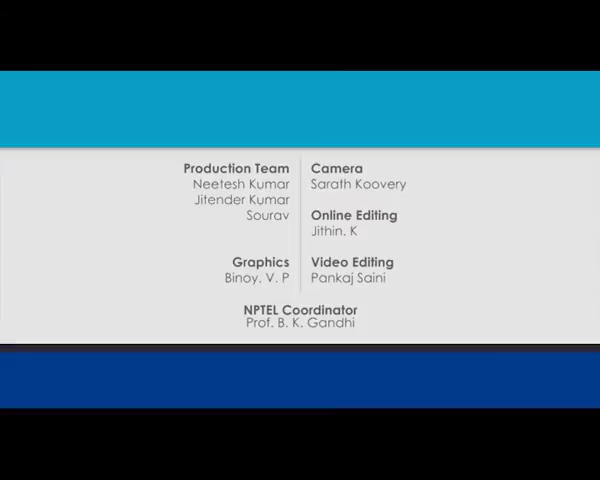 Production Team
Neetesh Kumar
Jitender Kumar
Sourav
Graphics
Binoy. V. P
Camera
Sarath Koovery
Online Editing
Jithin. K
Video Editing
Pankaj Saini
NPTEL Coordinator
Prof. B. K. Gandhi